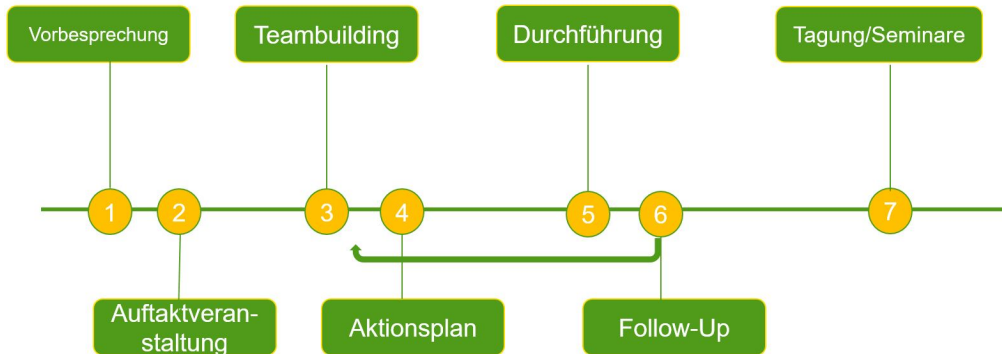 Vorbesprechung
Teambuilding
Durchführung
Tagung/Seminare
1
2
3
4
5
6
7
Auftaktveran-
staltung
Aktionsplan
Follow-Up